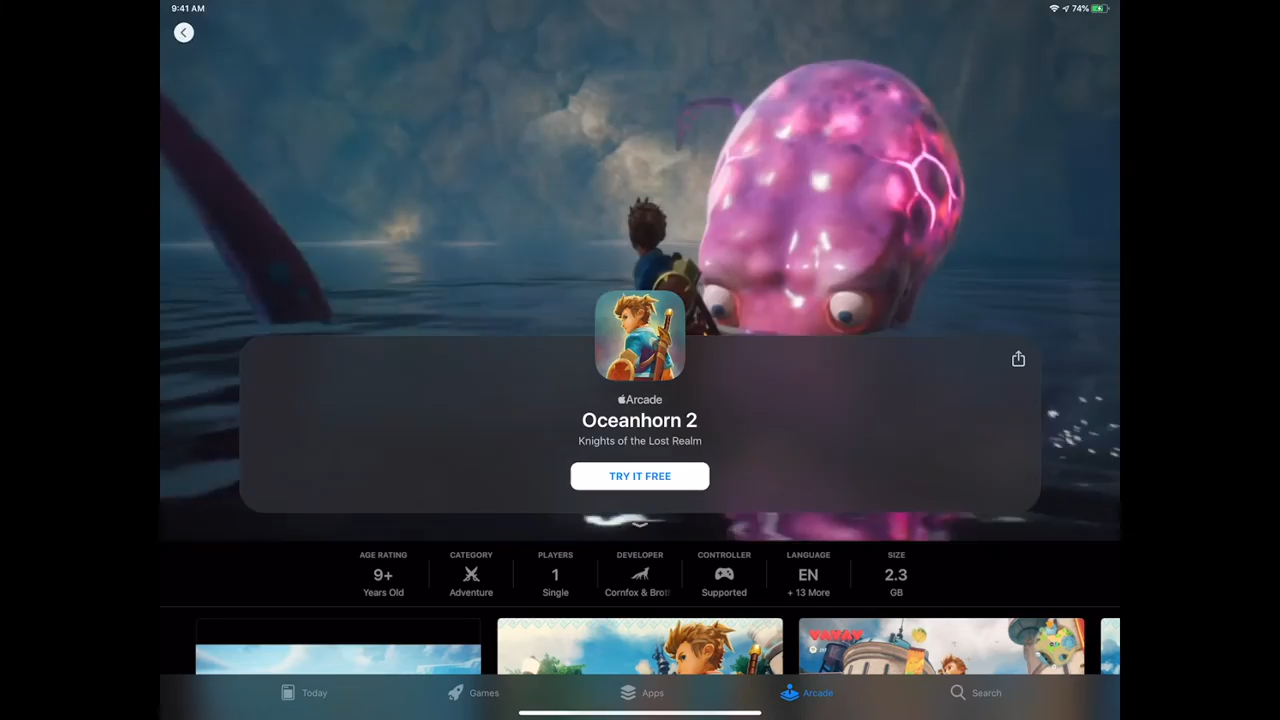 9:41 AM
74%
Arcade
Oceanhorn 2
Knights of the Lost Realm
TRY IT FREE
AGE RATING
9+
Years Old
CATEGORY
Adventure
PLAYERS
1
Single
DEVELOPER
Cornfox & Brot
CONTROLLER
Supported
LANGUAGE
EN
+ 13 More
SIZE
2.3
GB
Today
Games
Apps
Arcade
Search